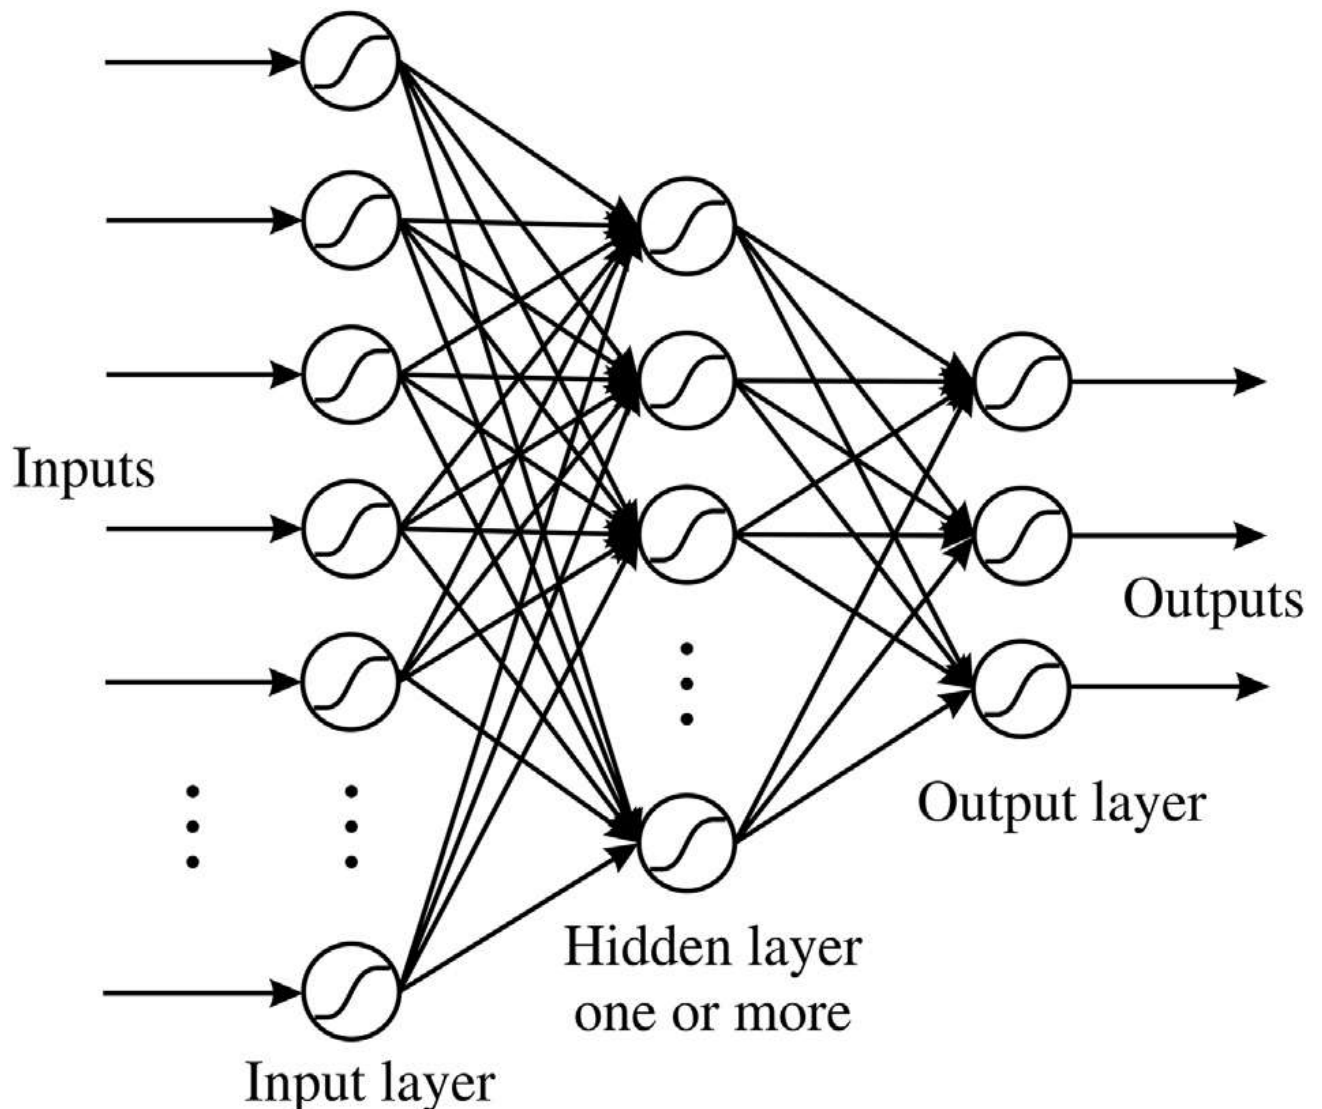 Inputs
Outputs
Output layer
Hidden layer
one or more
Input layer